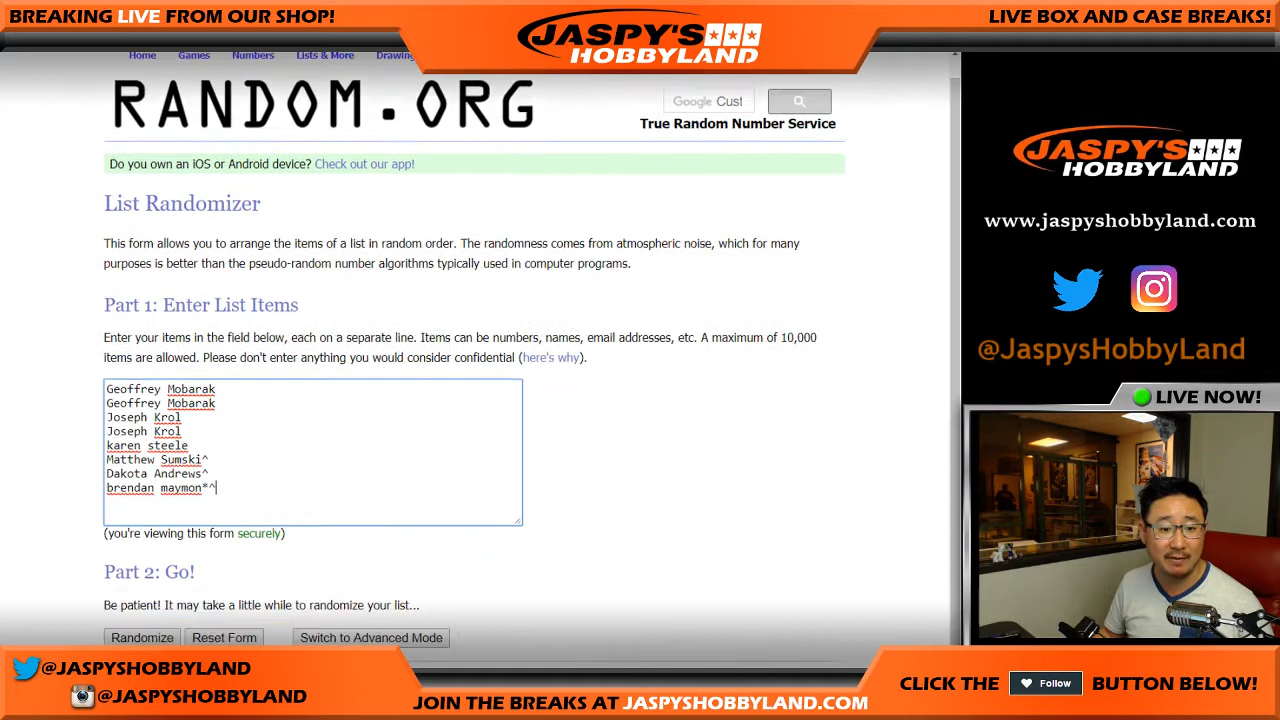 BREAKING LIVE FROM OUR SHOP!
JASPY'S
HOBBYLAND
LIVE BOX AND CASE BREAKS!
Home Games Numbers Lists & More Drawing
RANDOM.ORG
Google Cust
True Random Number Service
Do you own an iOS or Android device? Check out our app!
List Randomizer
This form allows you to arrange the items of a list in random order. The randomness comes from atmospheric noise, which for many
purposes is better than the pseudo-random number algorithms typically used in computer programs.
Part 1: Enter List Items
Enter your items in the field below, each on a separate line. Items can be numbers, names, email addresses, etc. A maximum of 10,000
items are allowed. Please don't enter anything you would consider confidential (here's why).
Geoffrey Mobarak
Geoffrey Mobarak
Joseph Krol
Joseph Krol
karen steele
Matthew Sumski^
Dakota Andrews^
brendan maymon*^
(you're viewing this form securely)
Part 2: Go!
Be patient! It may take a little while to randomize your list...
Randomize Reset Form Switch to Advanced Mode
JASPY'S
HOBBYLAND
www.jaspyshobbyland.com
@JaspysHobbyLand
LIVE NOW!
@JASPYSHOBBYLAND
@JASPYSHOBBYLAND
JOIN THE BREAKS AT JASPYSHOBBYLAND.COM
CLICK THE Follow BUTTON BELOW!